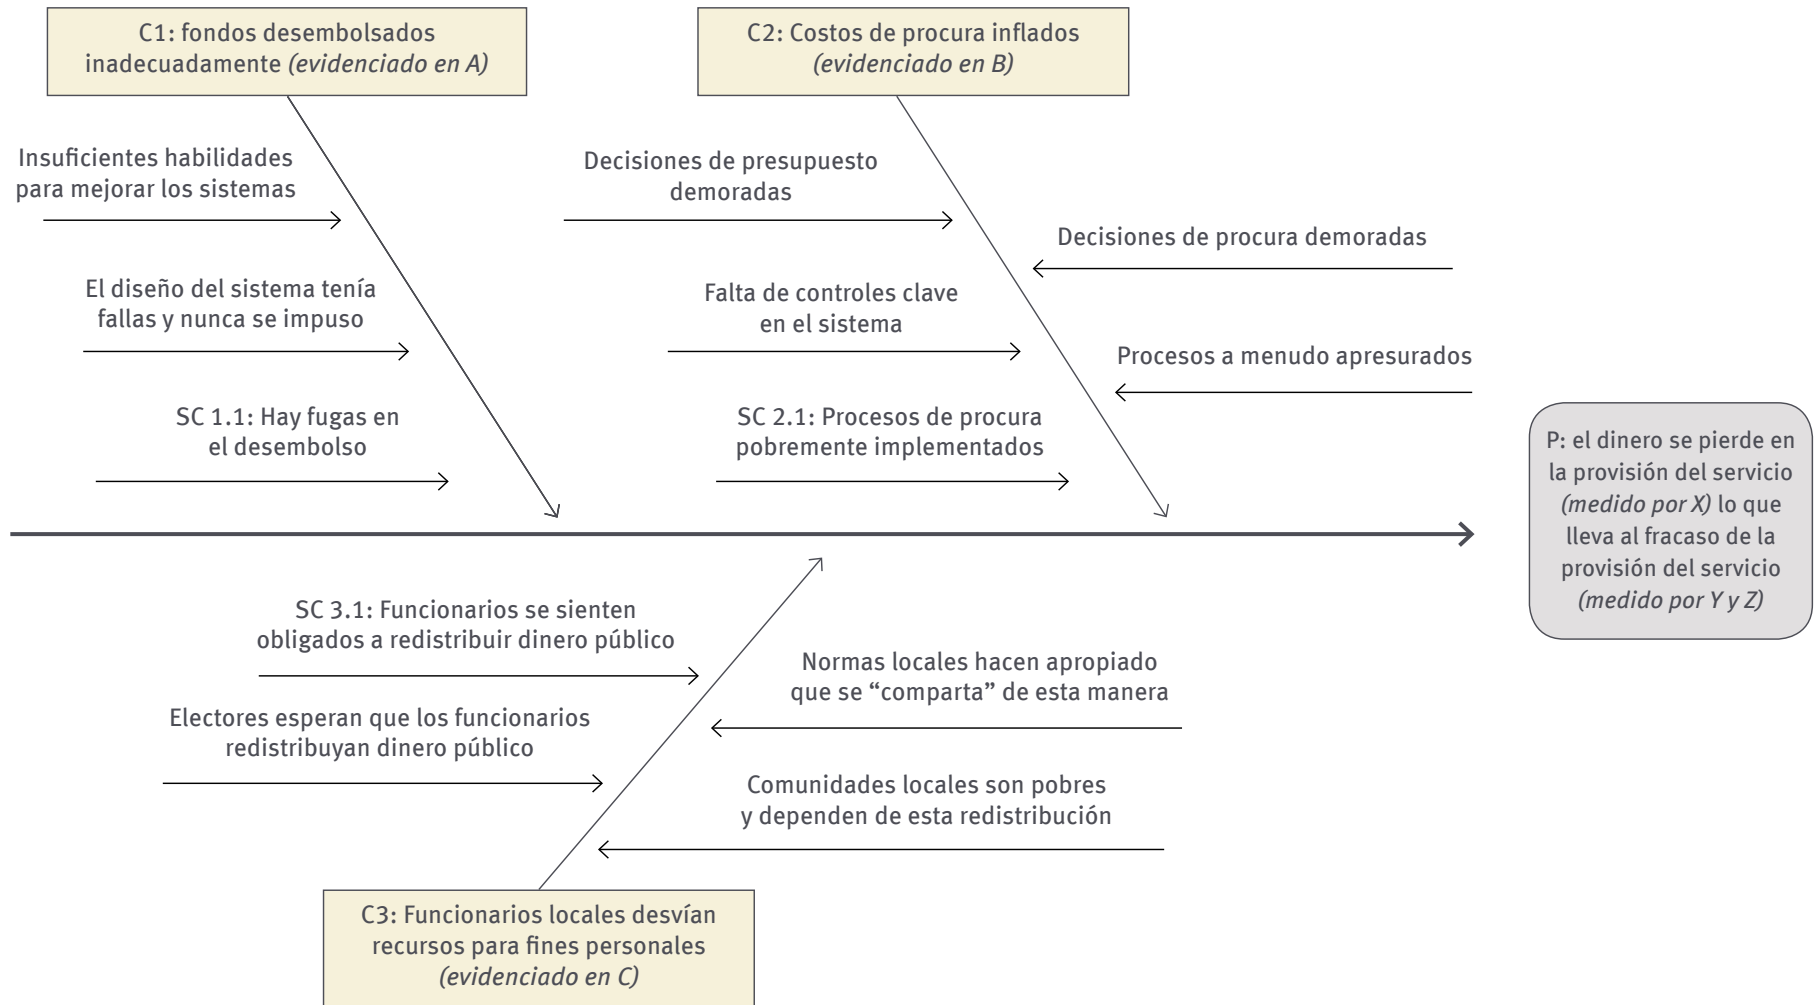 C1: fondos desembolsados
inadecuadamente (evidenciado en A)
C2: Costos de procura inflados
(evidenciado en B)
Insuficientes habilidades
para mejorar los sistemas
Decisiones de presupuesto
demoradas
Decisiones de procura demoradas
El diseño del sistema tenía
fallas y nunca se impuso
Falta de controles clave
en el sistema
Procesos a menudo apresurados
SC 1.1: Hay fugas en
el desembolso
SC 2.1: Procesos de procura
pobremente implementados
P: el dinero se pierde en
la provisión del servicio
(medido por X) lo que
lleva al fracaso de la
provisión del servicio
(medido por Y y Z)
SC 3.1: Funcionarios se sienten
obligados a redistribuir dinero público
Normas locales hacen apropiado
que se “comparta” de esta manera
Electores esperan que los funcionarios
redistribuyan dinero público
Comunidades locales son pobres
y dependen de esta redistribución
C3: Funcionarios locales desvían
recursos para fines personales
(evidenciado en C)